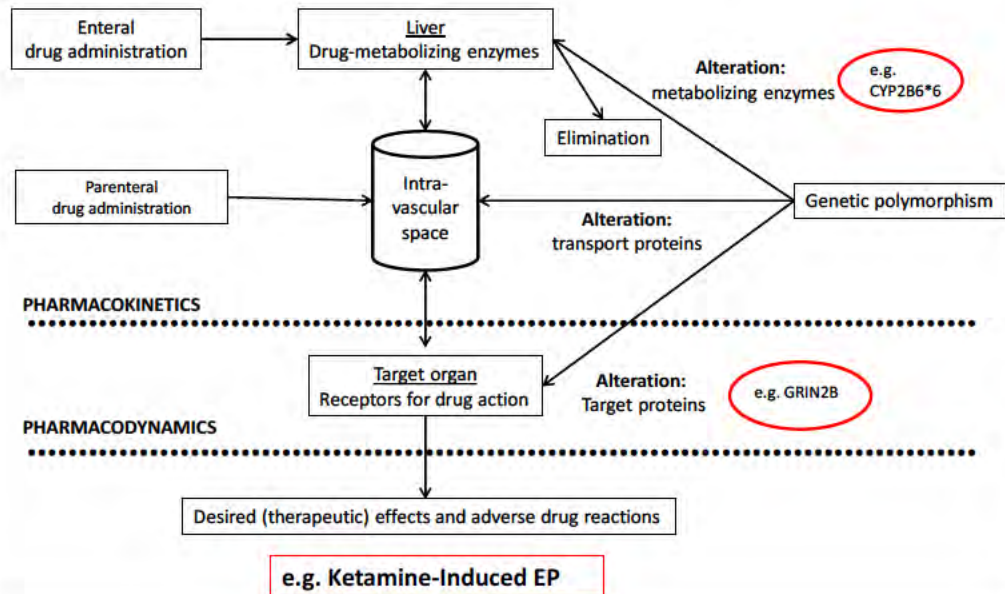 Enteral
drug administration
Liver
Drug-metabolizing enzymes
Alteration:
metabolizing enzymes
e.g.
CYP2B6*6
Elimination
Parenteral
drug administration
Intra-
vascular
space
Genetic polymorphism
Alteration:
transport proteins
PHARMACOKINETICS
Target organ
Receptors for drug action
Alteration:
Target proteins
e.g. GRIN2B
PHARMACODYNAMICS
Desired (therapeutic) effects and adverse drug reactions
e.g. Ketamine-Induced EP